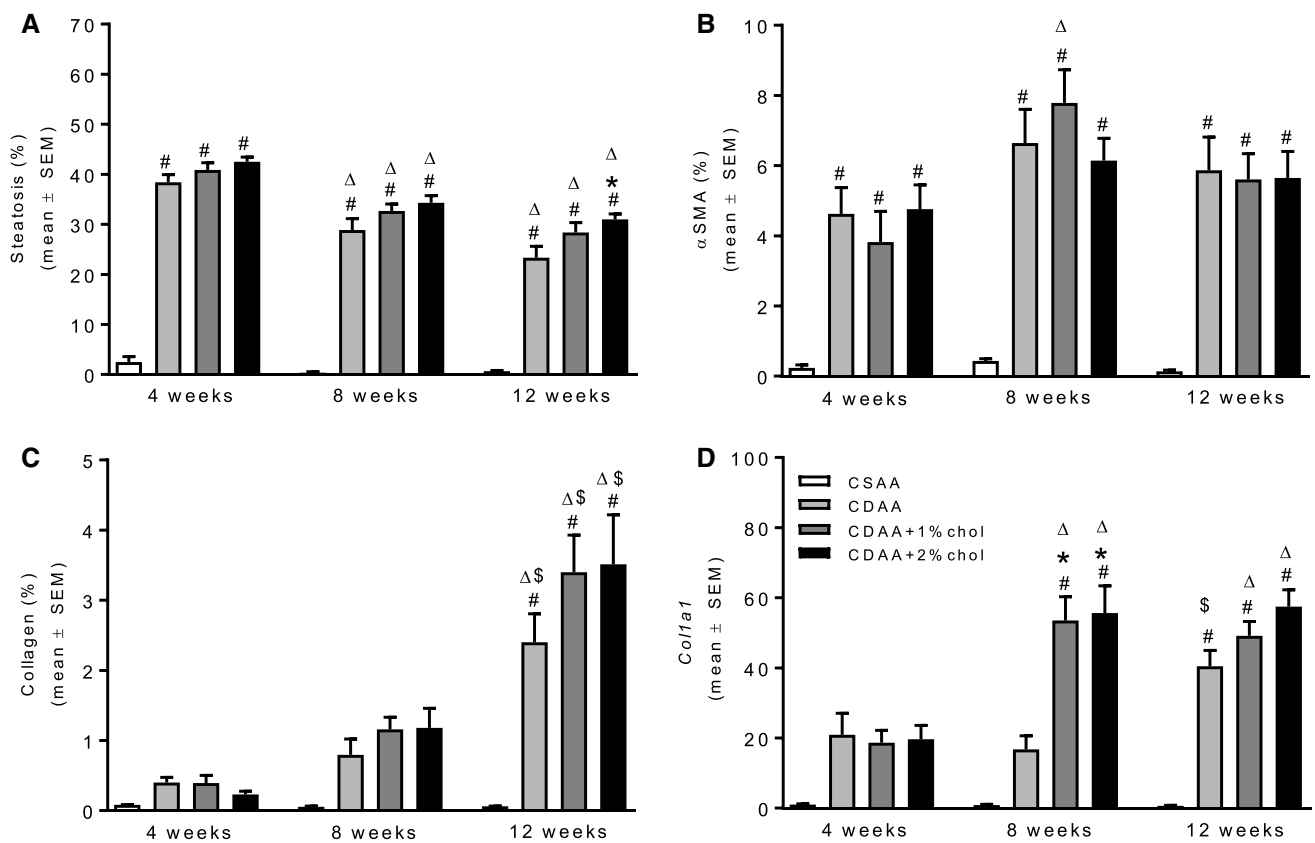 A
70
60
50
40
30
20
10
0
Steatosis (%)
(mean ± SEM)
# # #
Δ Δ Δ
# # #
Δ Δ Δ
*
# # #
4 weeks 8 weeks 12 weeks
B
10
8
6
4
2
0
αSMA (%)
(mean ± SEM)
# # #
Δ
# # #
# # #
4 weeks 8 weeks 12 weeks
C
5
4
3
2
1
0
Collagen (%)
(mean ± SEM)
Δ$ Δ$ Δ$
# # #
4 weeks 8 weeks 12 weeks
D
100
80
60
40
20
0
Col1a1
(mean ± SEM)
CSAA
CDAA
CDAA+1%chol
CDAA+2%chol
Δ Δ
* *
# #
$ Δ Δ
# # #
4 weeks 8 weeks 12 weeks